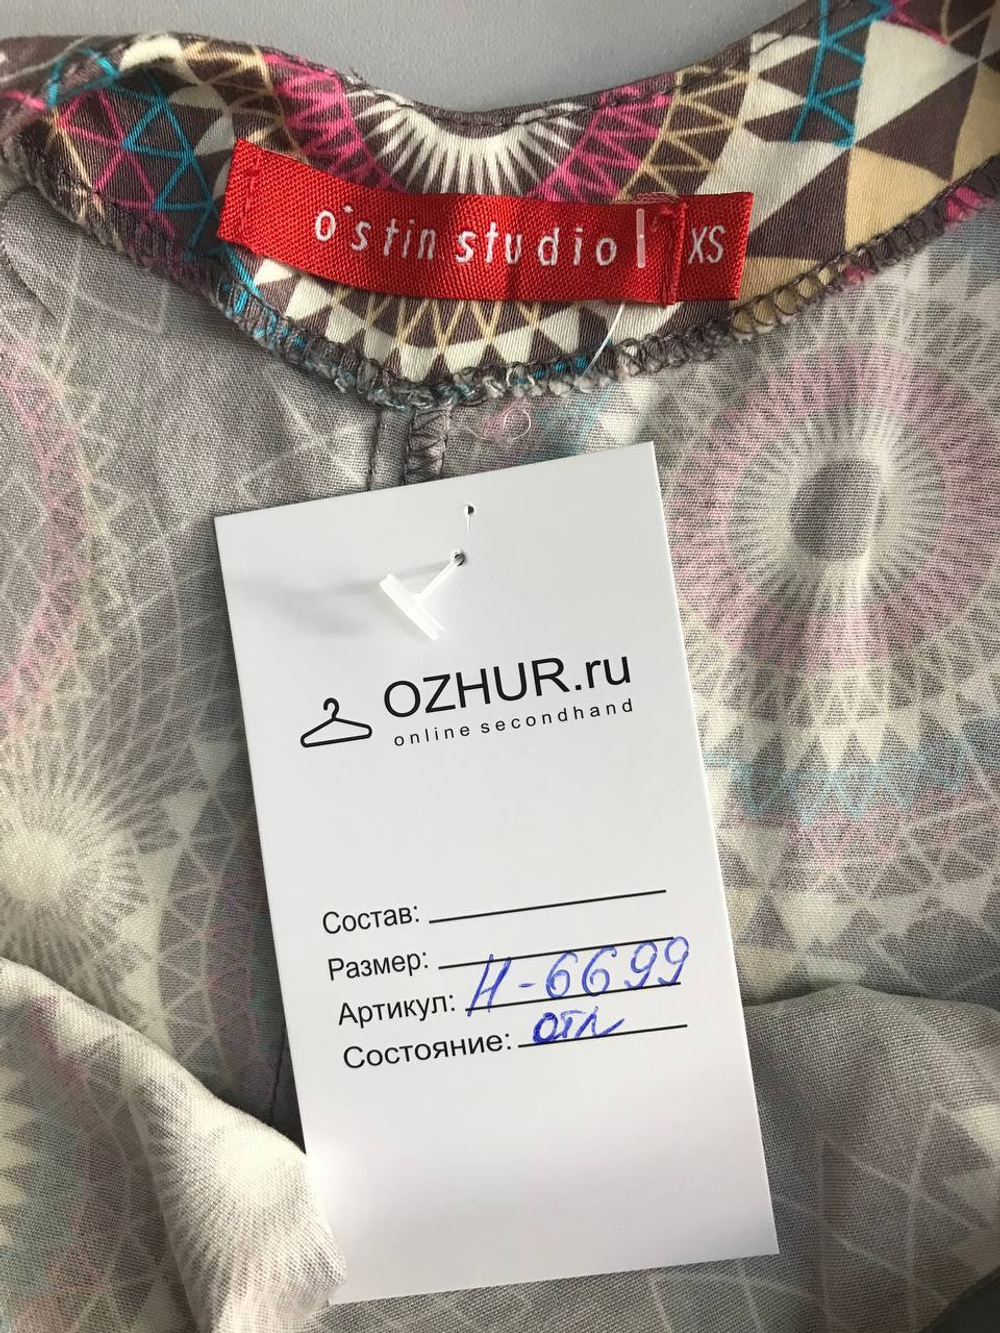 o'stin studio
XS
OZHUR.ru
online secondhand
Состав:
Размер:
Артикул: И-6699
Состояние: отл